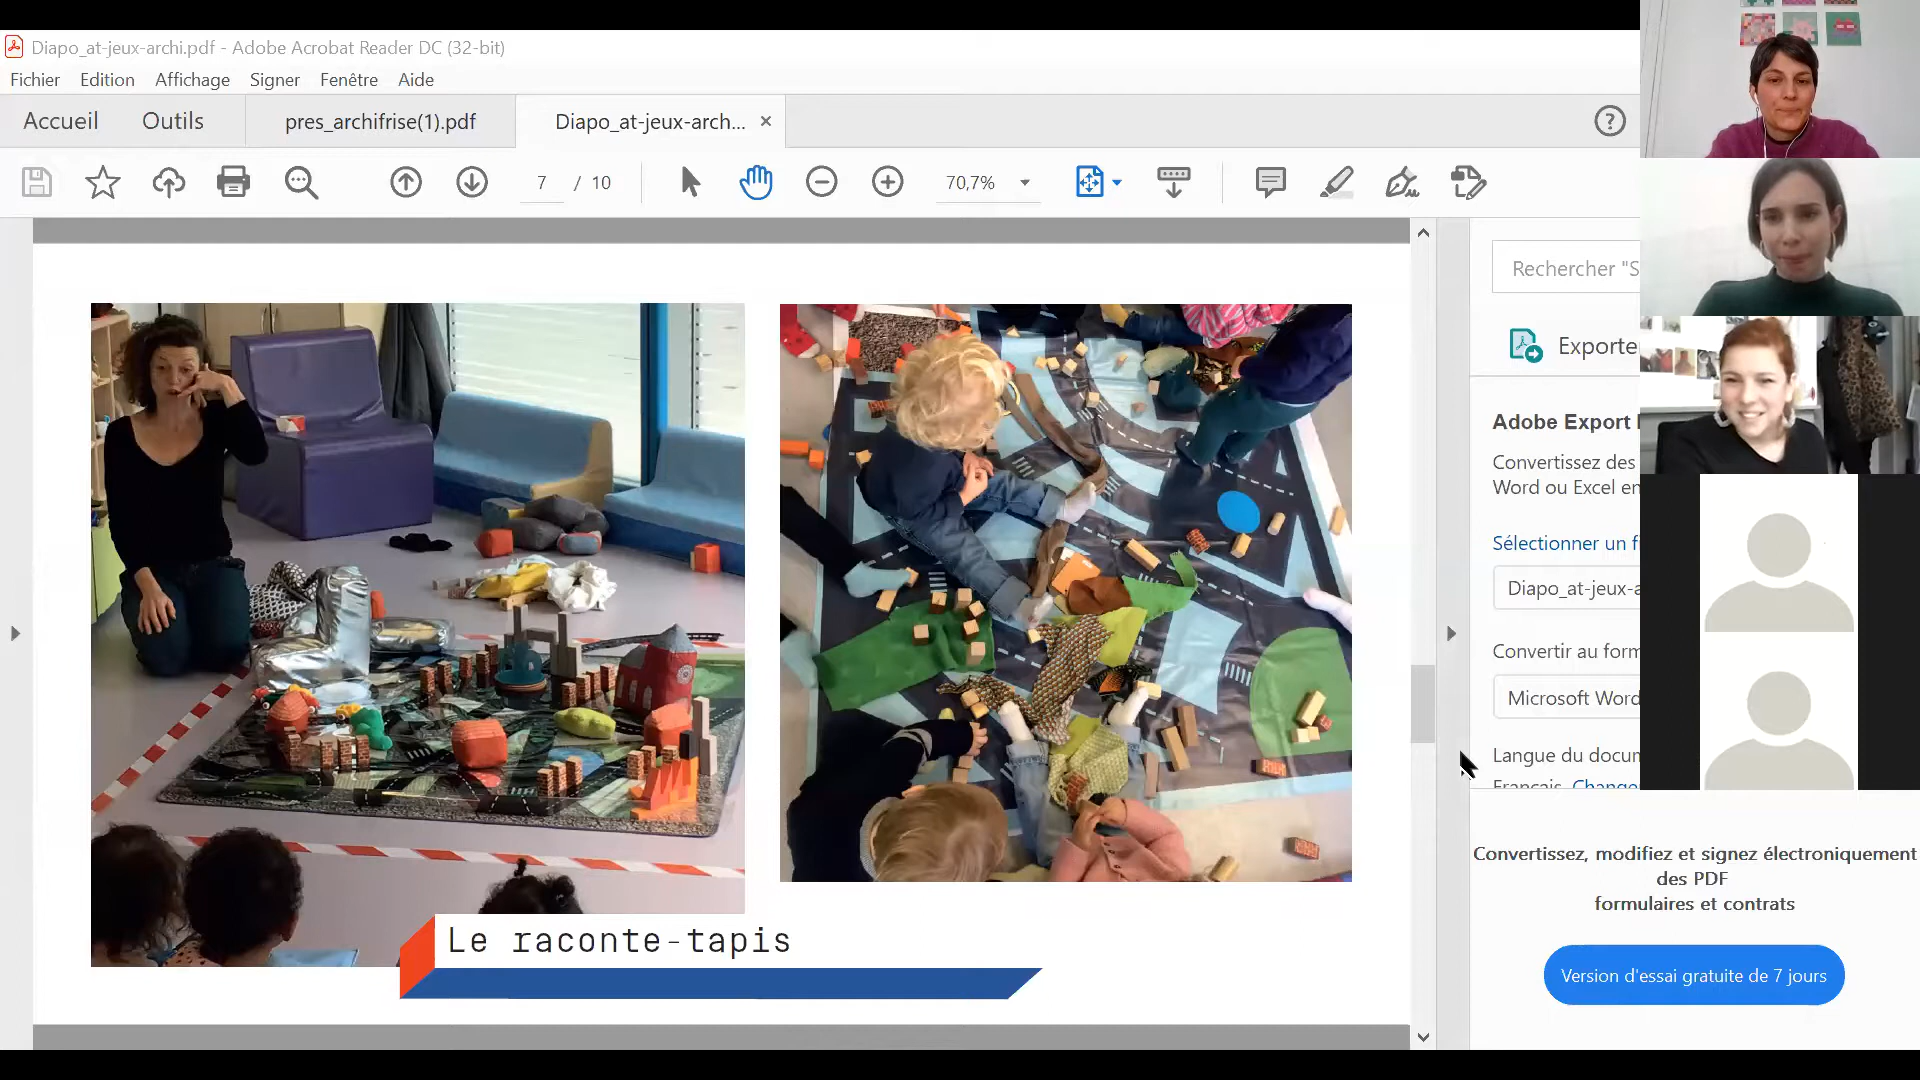 Diapo_at-jeux-archi.pdf - Adobe Acrobat Reader DC (32-bit)
Fichier Edition Affichage Signer Fenêtre Aide
Accueil Outils pres_archifrise(1).pdf Diapo_at-jeux-arch... ×
?
7 / 10 70,7%
Rechercher "S
Exporte
Adobe Export
Convertissez des
Word ou Excel en
Sélectionner un fi
Diapo_at-jeux-a
Convertir au form
Microsoft Word
Langue du docum
Français Change
Le raconte-tapis
Convertissez, modifiez et signez électroniquement
des PDF
formulaires et contrats
Version d'essai gratuite de 7 jours